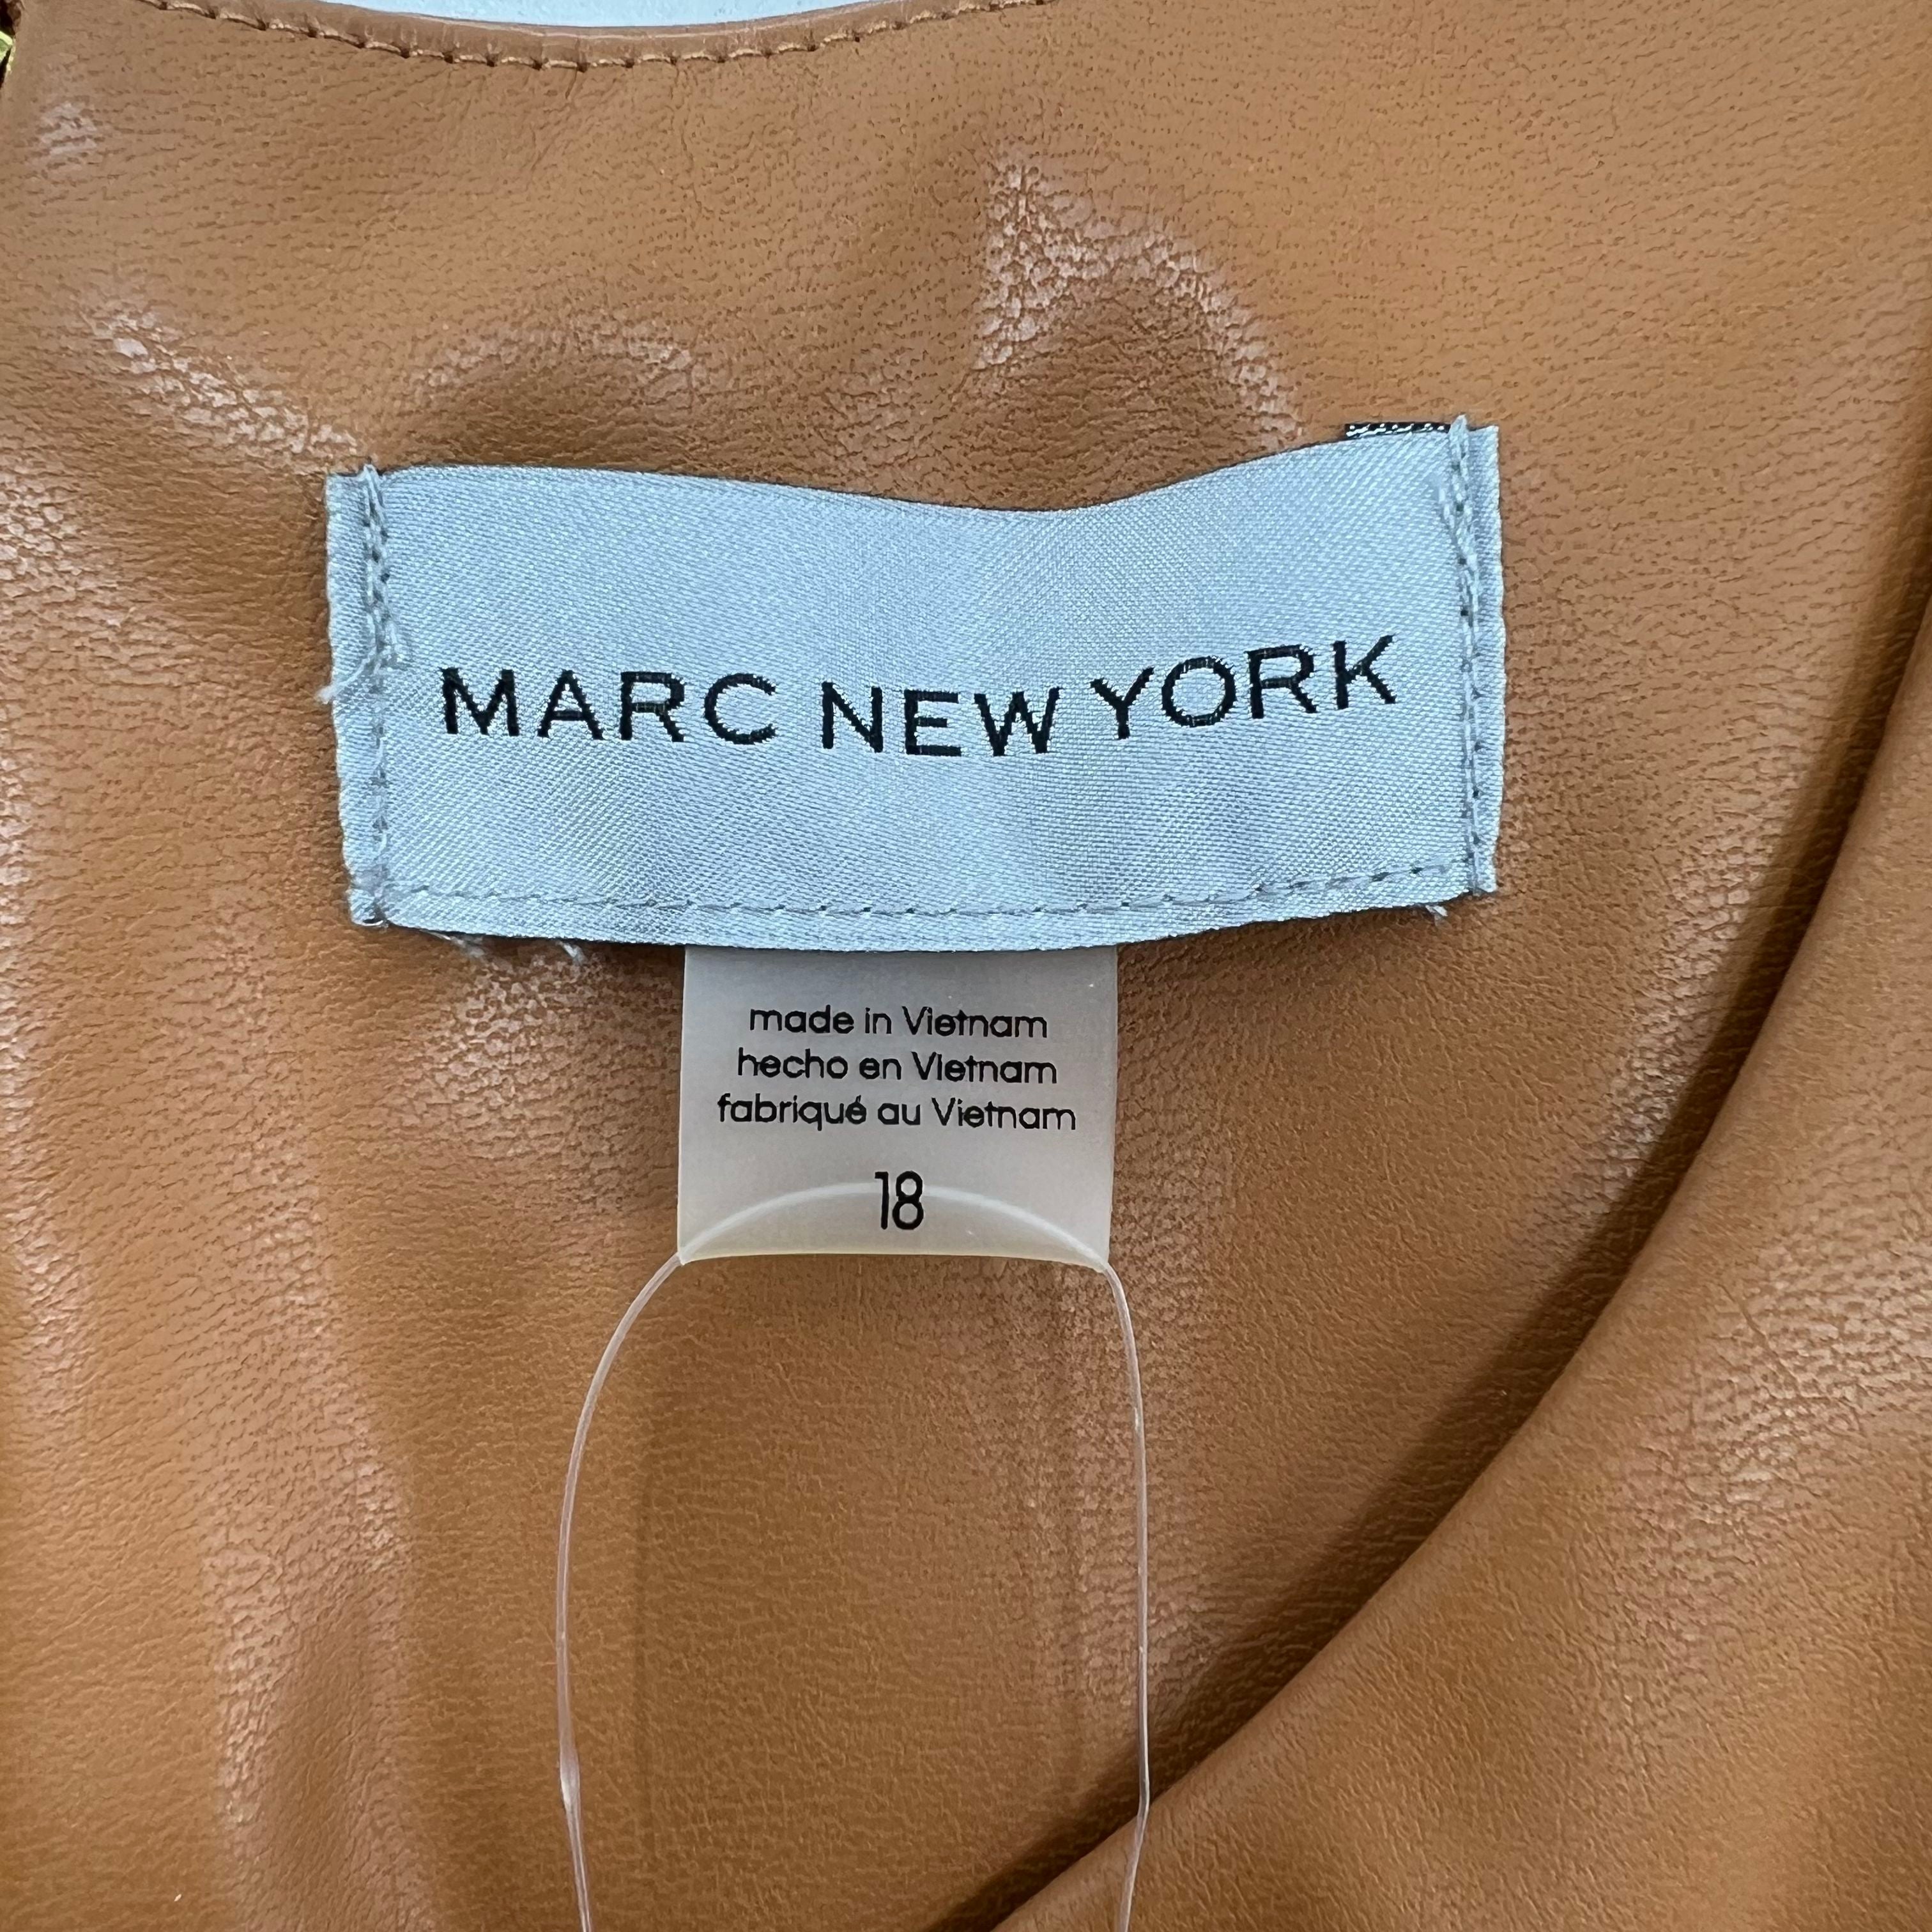 MARC NEW YORK
made in Vietnam
hecho en Vietnam
fabriqué au Vietnam
18